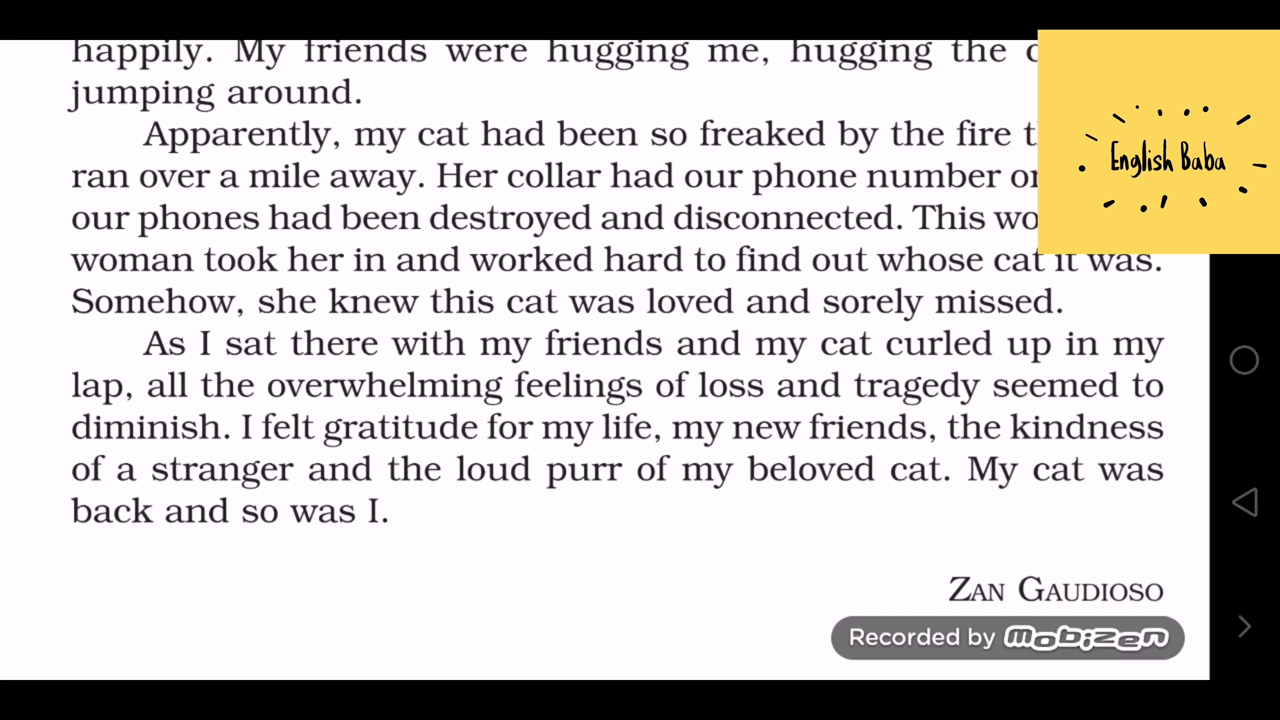 happily. My friends were hugging me, hugging the
jumping around.
Apparently, my cat had been so freaked by the fire
ran over a mile away. Her collar had our phone number
our phones had been destroyed and disconnected. This
woman took her in and worked hard to find out whose cat it was.
Somehow, she knew this cat was loved and sorely missed.
As I sat there with my friends and my cat curled up in my
lap, all the overwhelming feelings of loss and tragedy seemed to
diminish. I felt gratitude for my life, my new friends, the kindness
of a stranger and the loud purr of my beloved cat. My cat was
back and so was I.
ZAN GAUDIOSO
English Baba
Recorded by mobizen